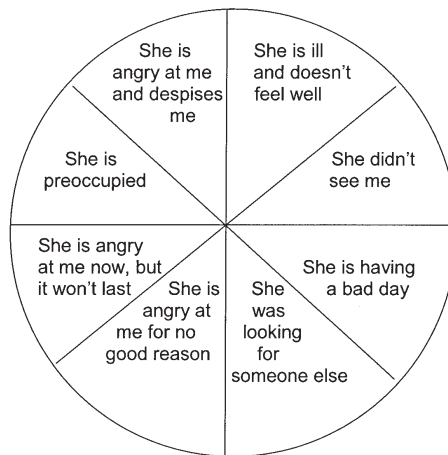 She is
angry at me
and despises
me
She is ill
and doesn't
feel well
She is
preoccupied
She didn't
see me
She is angry
at me now, but
it won't last
She is
angry at
me for no
good reason
She
was
looking
for
someone else
She is having
a bad day